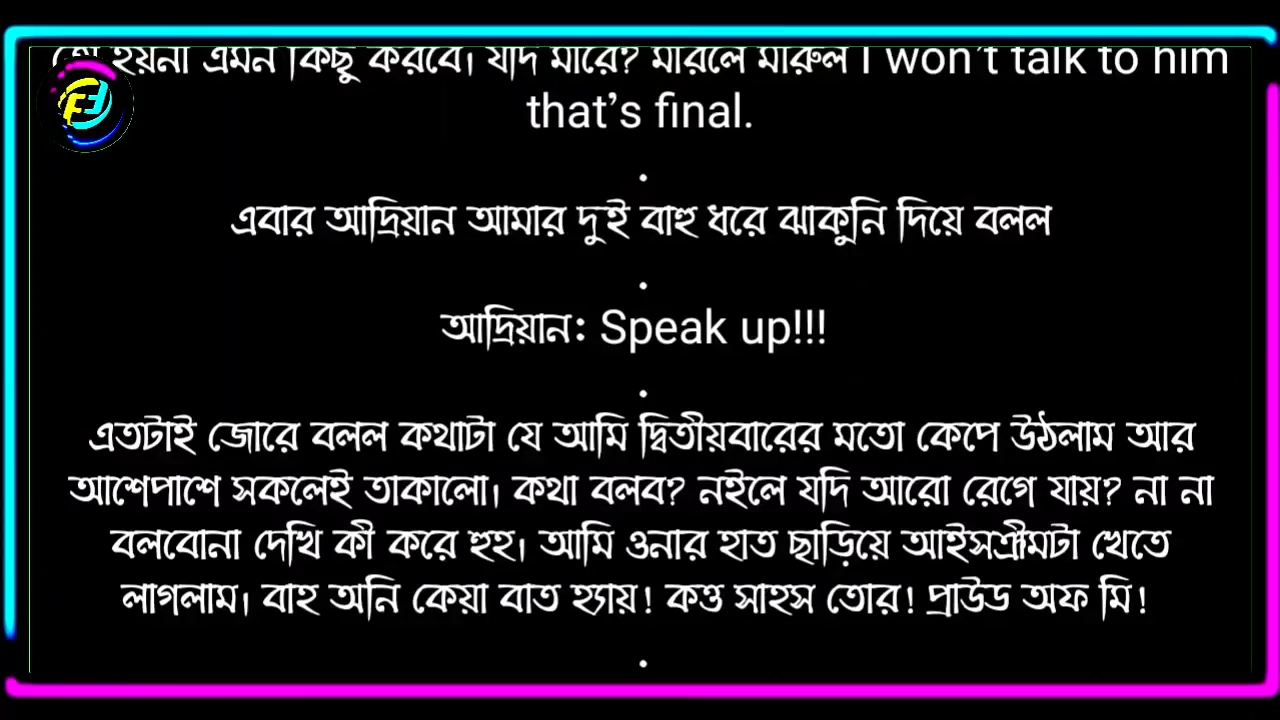 তো হয়না এমন কিছু করবে। যদি মারে? মারলে মারুল I won't talk to him
that's final.
.
এবার আদ্রিয়ান আমার দুই বাহু ধরে ঝাকুনি দিয়ে বলল
.
আদ্রিয়ান: Speak up!!!
.
এতটাই জোরে বলল কথাটা যে আমি দ্বিতীয়বারের মতো কেপে উঠলাম আর
আশেপাশে সকলেই তাকালো। কথা বলব? নইলে যদি আরো রেগে যায়? না না
বলবোনা দেখি কী করে হুহ। আমি ওনার হাত ছাড়িয়ে আইসক্রীমটা খেতে
লাগলাম। বাহ অনি কেয়া বাত হ্যায়! কত্ত সাহস তোর! প্রাউড অফ মি!
.